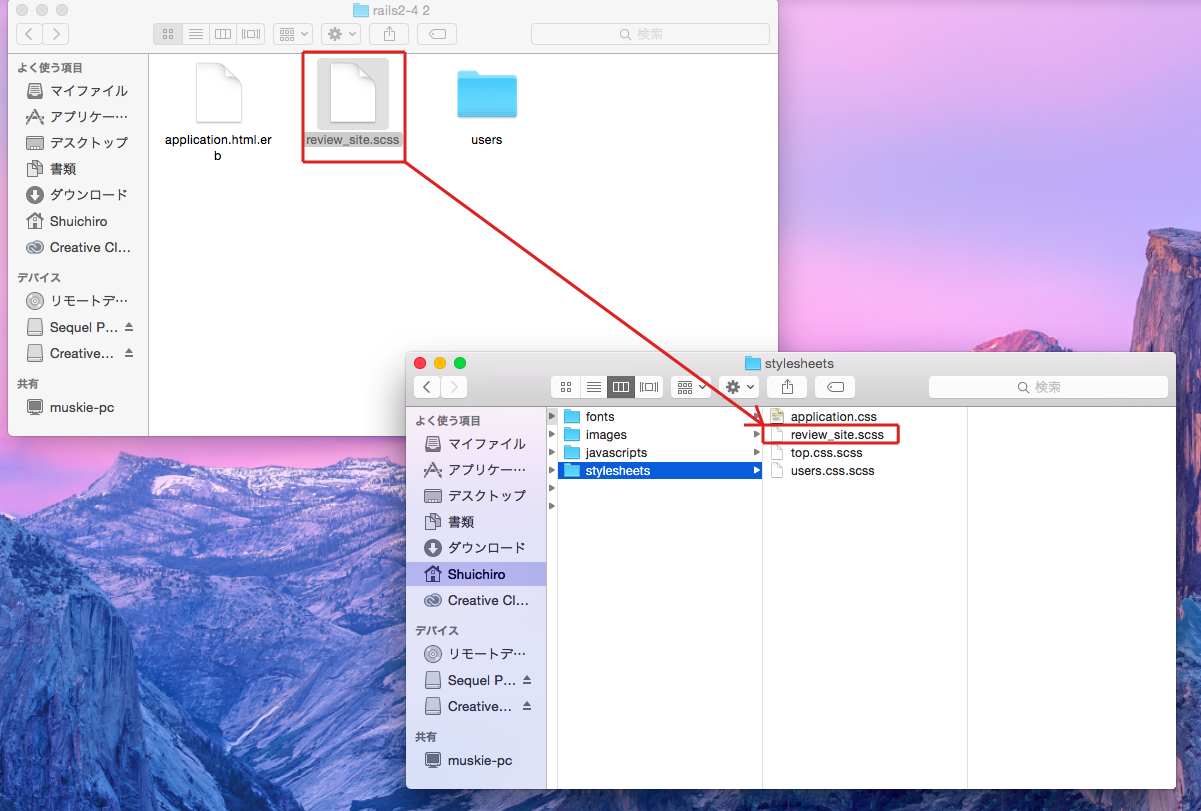 rails2-4 2
検索
よく使う項目
マイファイル
アプリケー…
デスクトップ
書類
ダウンロード
Shuichiro
Creative Cl...
デバイス
リモートデ…
Sequel P...
Creative...
共有
muskie-pc
application.html.er
b
review_site.scss
users
stylesheets
検索
よく使う項目
マイファイル
アプリケー…
デスクトップ
書類
ダウンロード
Shuichiro
Creative Cl...
デバイス
リモートデ…
Sequel P...
Creative...
共有
muskie-pc
fonts
images
javascripts
stylesheets
application.css
review_site.scss
top.css.scss
users.css.scss